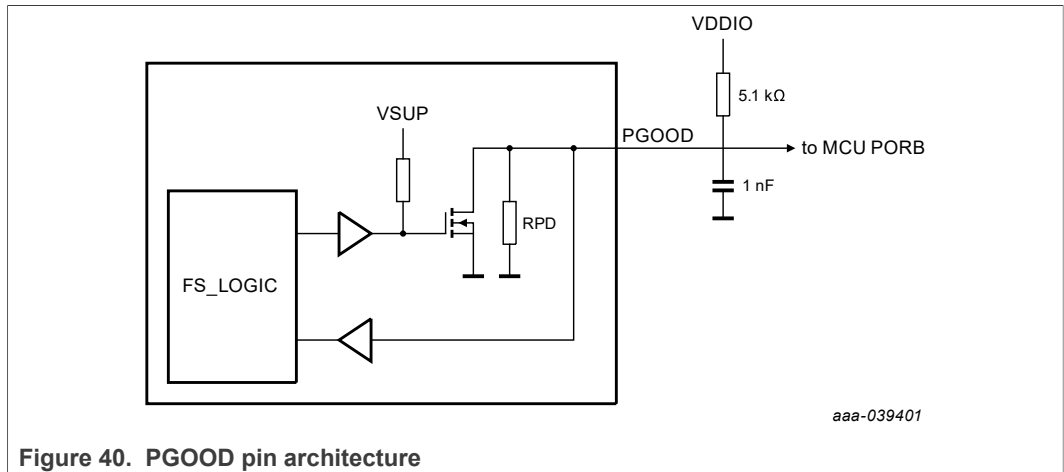 VDDIO
5.1 kΩ
VSUP
PGOOD
to MCU PORB
1 nF
RPD
FS_LOGIC
aaa-039401
Figure 40. PGOOD pin architecture